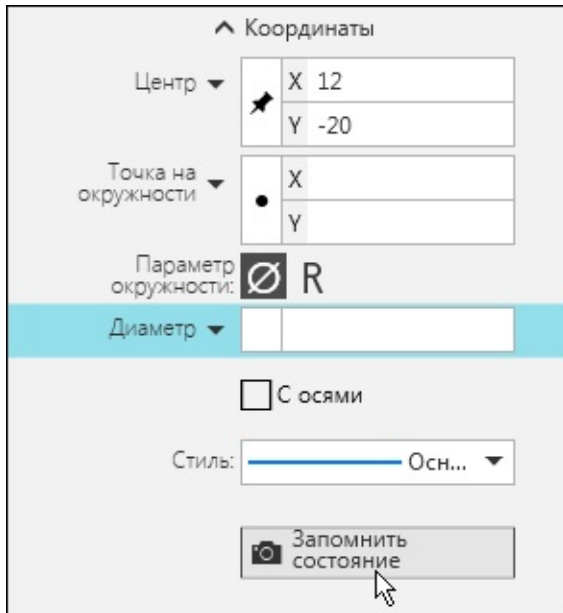 Координаты
Центр
X 12
Y -20
Точка на
окружности
X
Y
Параметр
окружности:
Ø R
Диаметр
С осями
Стиль:
Осн...
Запомнить
состояние